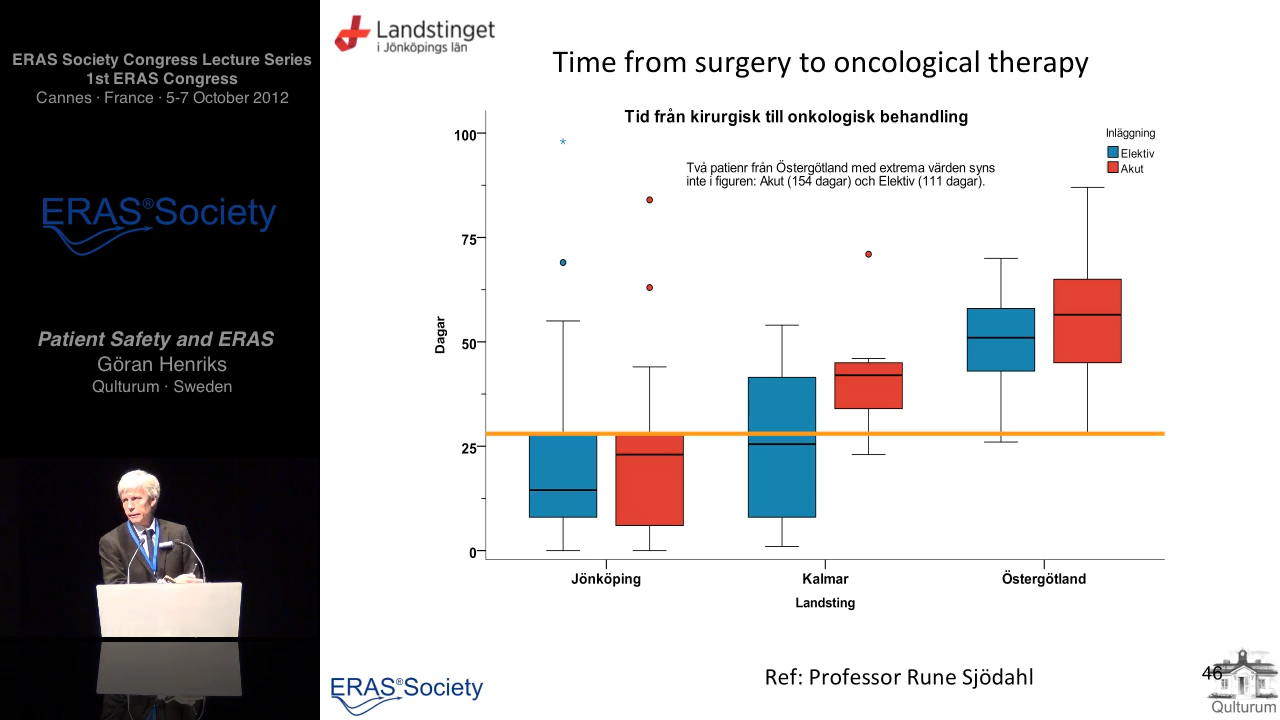 ERAS Society Congress Lecture Series
1st ERAS Congress
Cannes · France · 5-7 October 2012
ERAS®Society
Patient Safety and ERAS
Göran Henriks
Qulturum · Sweden
Landstinget
i Jönköpings län
Time from surgery to oncological therapy
Tid från kirurgisk till onkologisk behandling
Två patienr från Östergötland med extrema värden syns
inte i figuren: Akut (154 dagar) och Elektiv (111 dagar).
Inläggning
Elektiv
Akut
Dagar
100
75
50
25
0
Jönköping
Kalmar
Östergötland
Landsting
ERAS®Society
Ref: Professor Rune Sjödahl
46
Qulturum